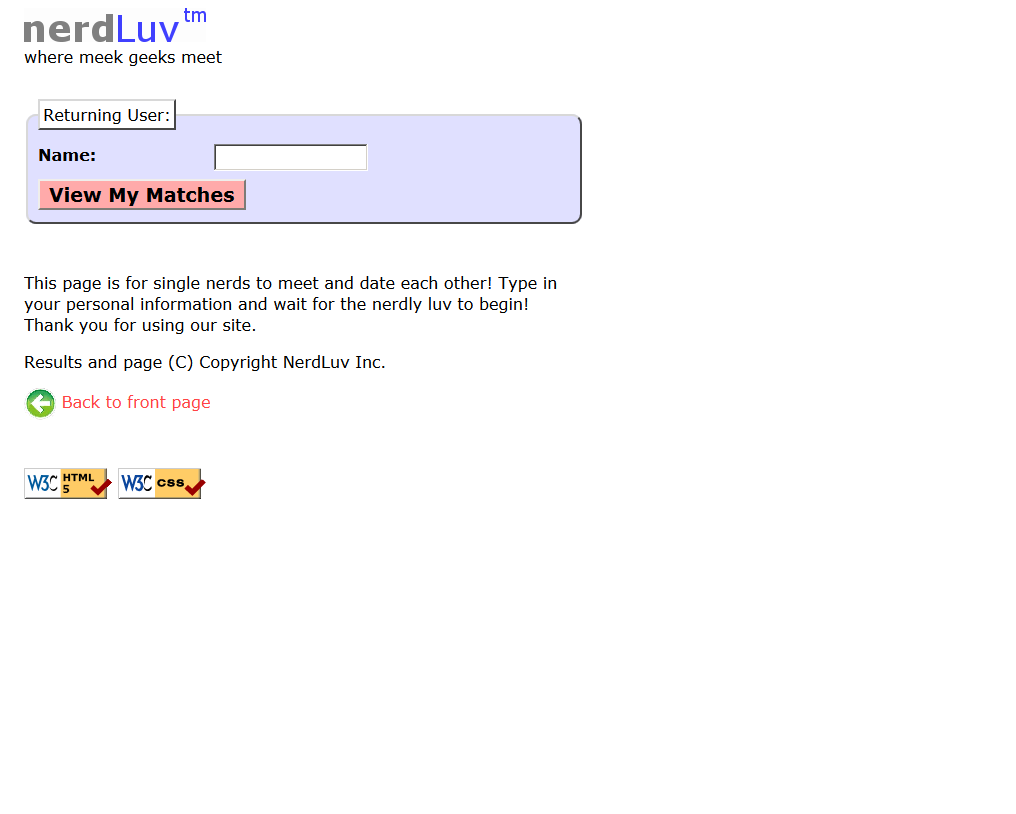 nerdLuv™
where meek geeks meet
Returning User:
Name:
View My Matches
This page is for single nerds to meet and date each other! Type in
your personal information and wait for the nerdly luv to begin!
Thank you for using our site.
Results and page (C) Copyright NerdLuv Inc.
Back to front page
W3C HTML 5 W3C css